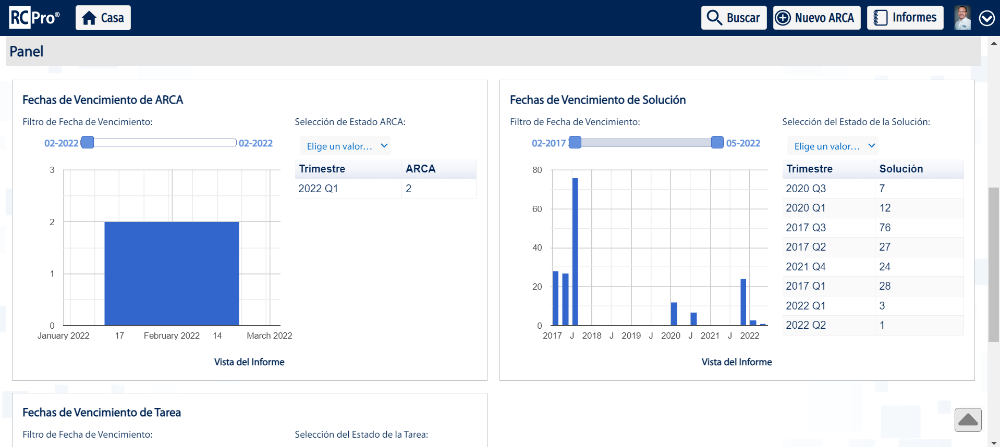 RCPro®
Casa
Buscar
Nuevo ARCA
Informes
Panel
Fechas de Vencimiento de ARCA
Filtro de Fecha de Vencimiento:
02-2022
02-2022
Selección de Estado ARCA:
Elige un valor...
Trimestre ARCA
2022 Q1 2
3
2
1
0
January 2022 17 February 2022 14 March 2022
Vista del Informe
Fechas de Vencimiento de Solución
Filtro de Fecha de Vencimiento:
02-2017
05-2022
Selección del Estado de la Solución:
Elige un valor...
Trimestre Solución
2020 Q3 7
2020 Q1 12
2017 Q3 76
2017 Q2 27
2021 Q4 24
2017 Q1 28
2022 Q1 3
2022 Q2 1
80
60
40
20
0
2017 J 2018 J 2019 J 2020 J 2021 J 2022
Vista del Informe
Fechas de Vencimiento de Tarea
Filtro de Fecha de Vencimiento:
Selección del Estado de la Tarea: